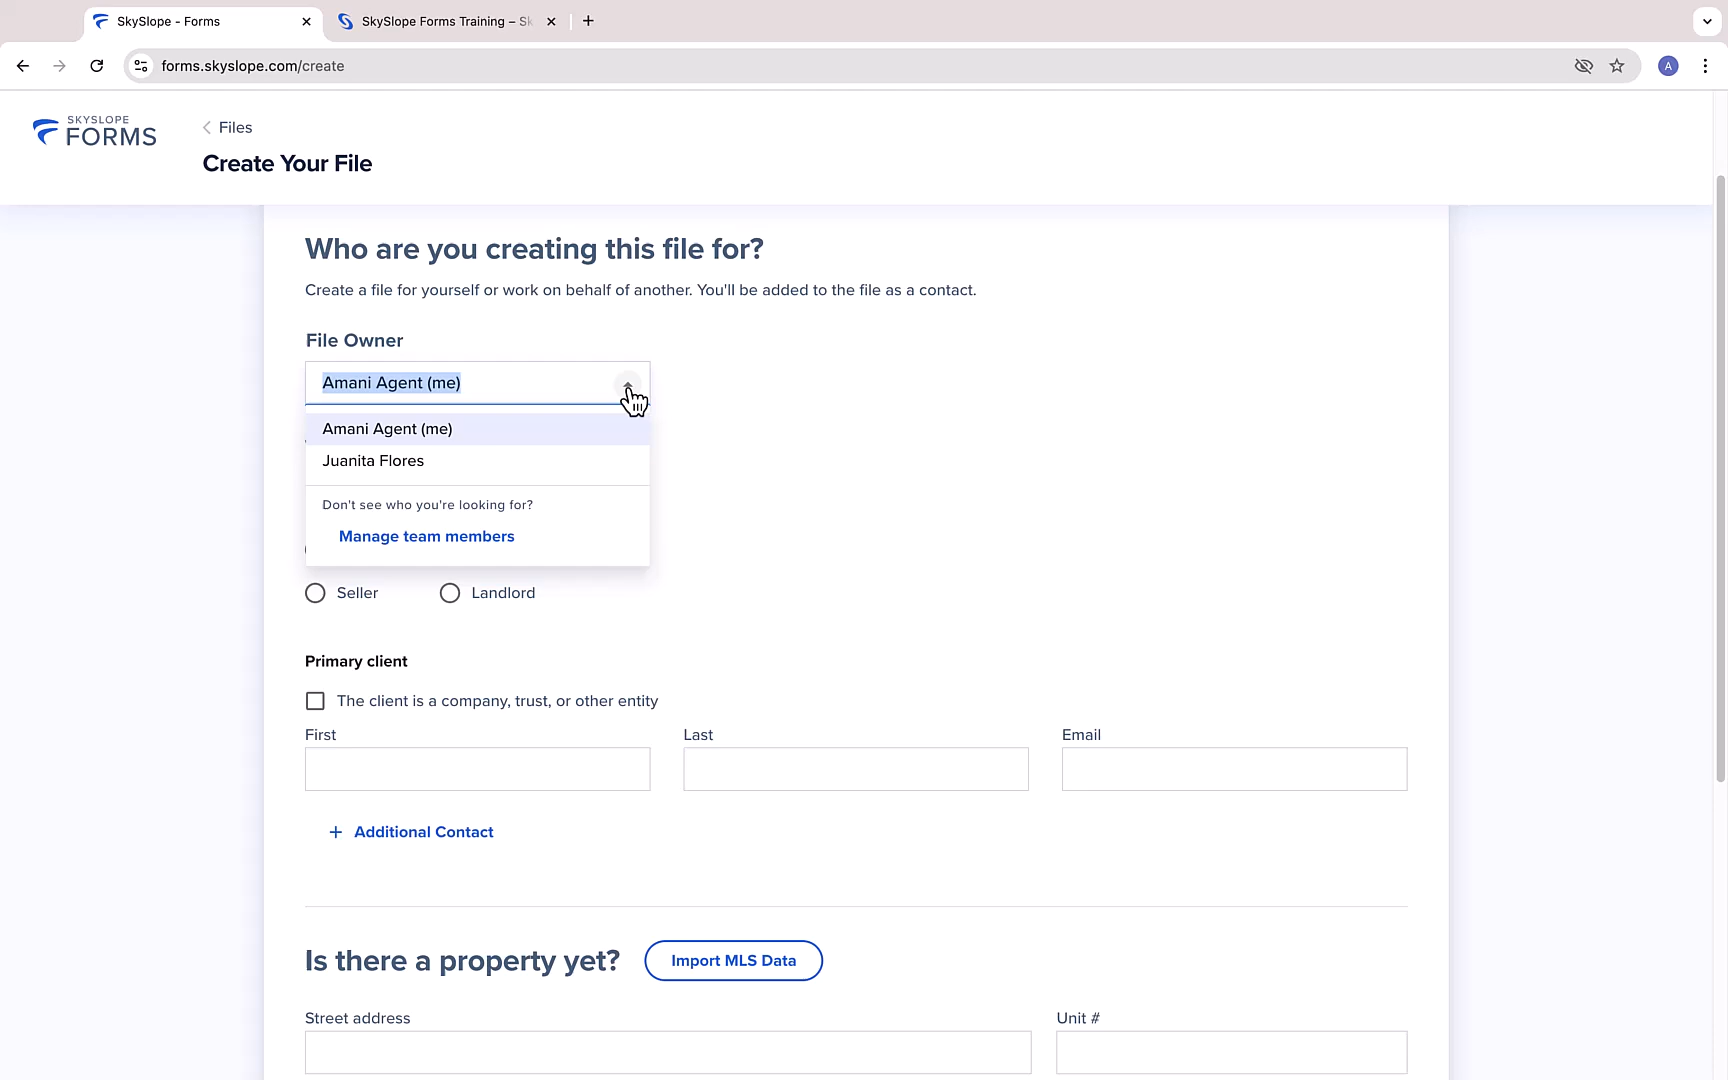 SkySlope - Forms
SkySlope Forms Training – Sk
forms.skyslope.com/create
A
SKYSLOPE
FORMS
Files
Create Your File
Who are you creating this file for?
Create a file for yourself or work on behalf of another. You'll be added to the file as a contact.
File Owner
Amani Agent (me)
Amani Agent (me)
Juanita Flores
Don't see who you're looking for?
Manage team members
Seller
Landlord
Primary client
The client is a company, trust, or other entity
First
Last
Email
+ Additional Contact
Is there a property yet?
Import MLS Data
Street address
Unit #